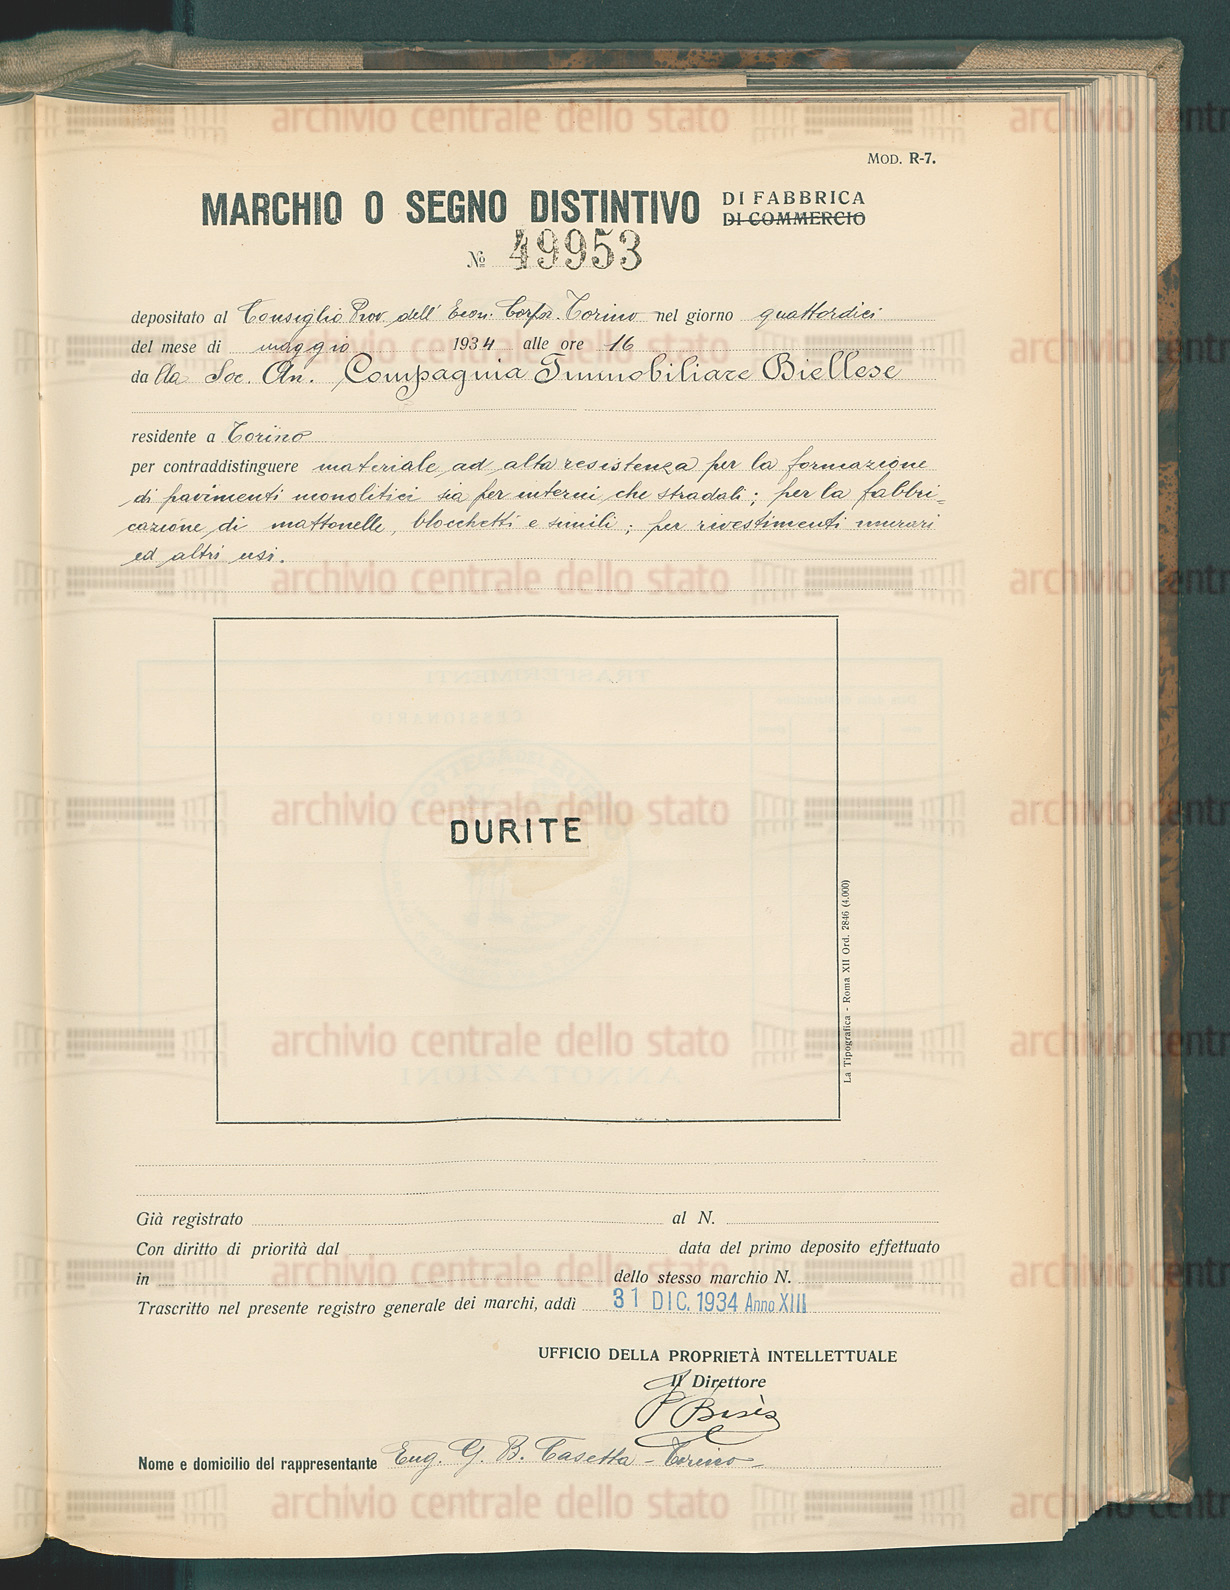 MOD. R-7.
MARCHIO O SEGNO DISTINTIVO DI FABBRICA DI COMMERCIO
No 49953
depositato al Consiglio Prov. dell' Econ. Corpor. Torino nel giorno quattordici
del mese di maggio 1934 alle ore 16
da lla Soc. An. Compagnia Immobiliare Biellese
residente a Torino
per contraddistinguere materiale ad alta resistenza per la formazione
di pavimenti monolitici sia per interni che stradali; per la fabbri=
cazione di mattonelle, blocchetti e simili; per rivestimenti murari
ed altri usi.
DURITE
La Tipografica - Roma XII Ord. 2846 (4.000)
Già registrato al N.
Con diritto di priorità dal data del primo deposito effettuato
in dello stesso marchio N.
Trascritto nel presente registro generale dei marchi, addì 31 DIC. 1934 Anno XIII
UFFICIO DELLA PROPRIETÀ INTELLETTUALE
Il Direttore
Nome e domicilio del rappresentante G. B. Casetta - Torino -
archivio centrale dello stato